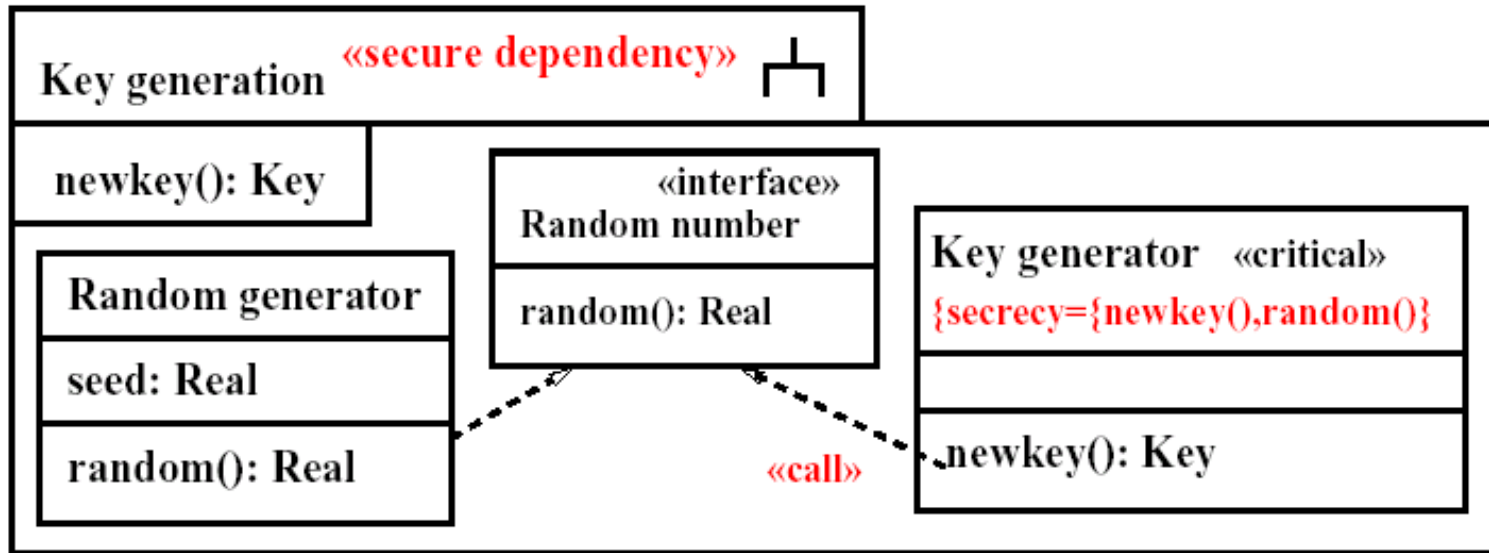 Key generation «secure dependency»
newkey(): Key
«interface»
Random number
random(): Real
Random generator
seed: Real
random(): Real
Key generator «critical»
{secrecy={newkey(),random()}
newkey(): Key
«call»